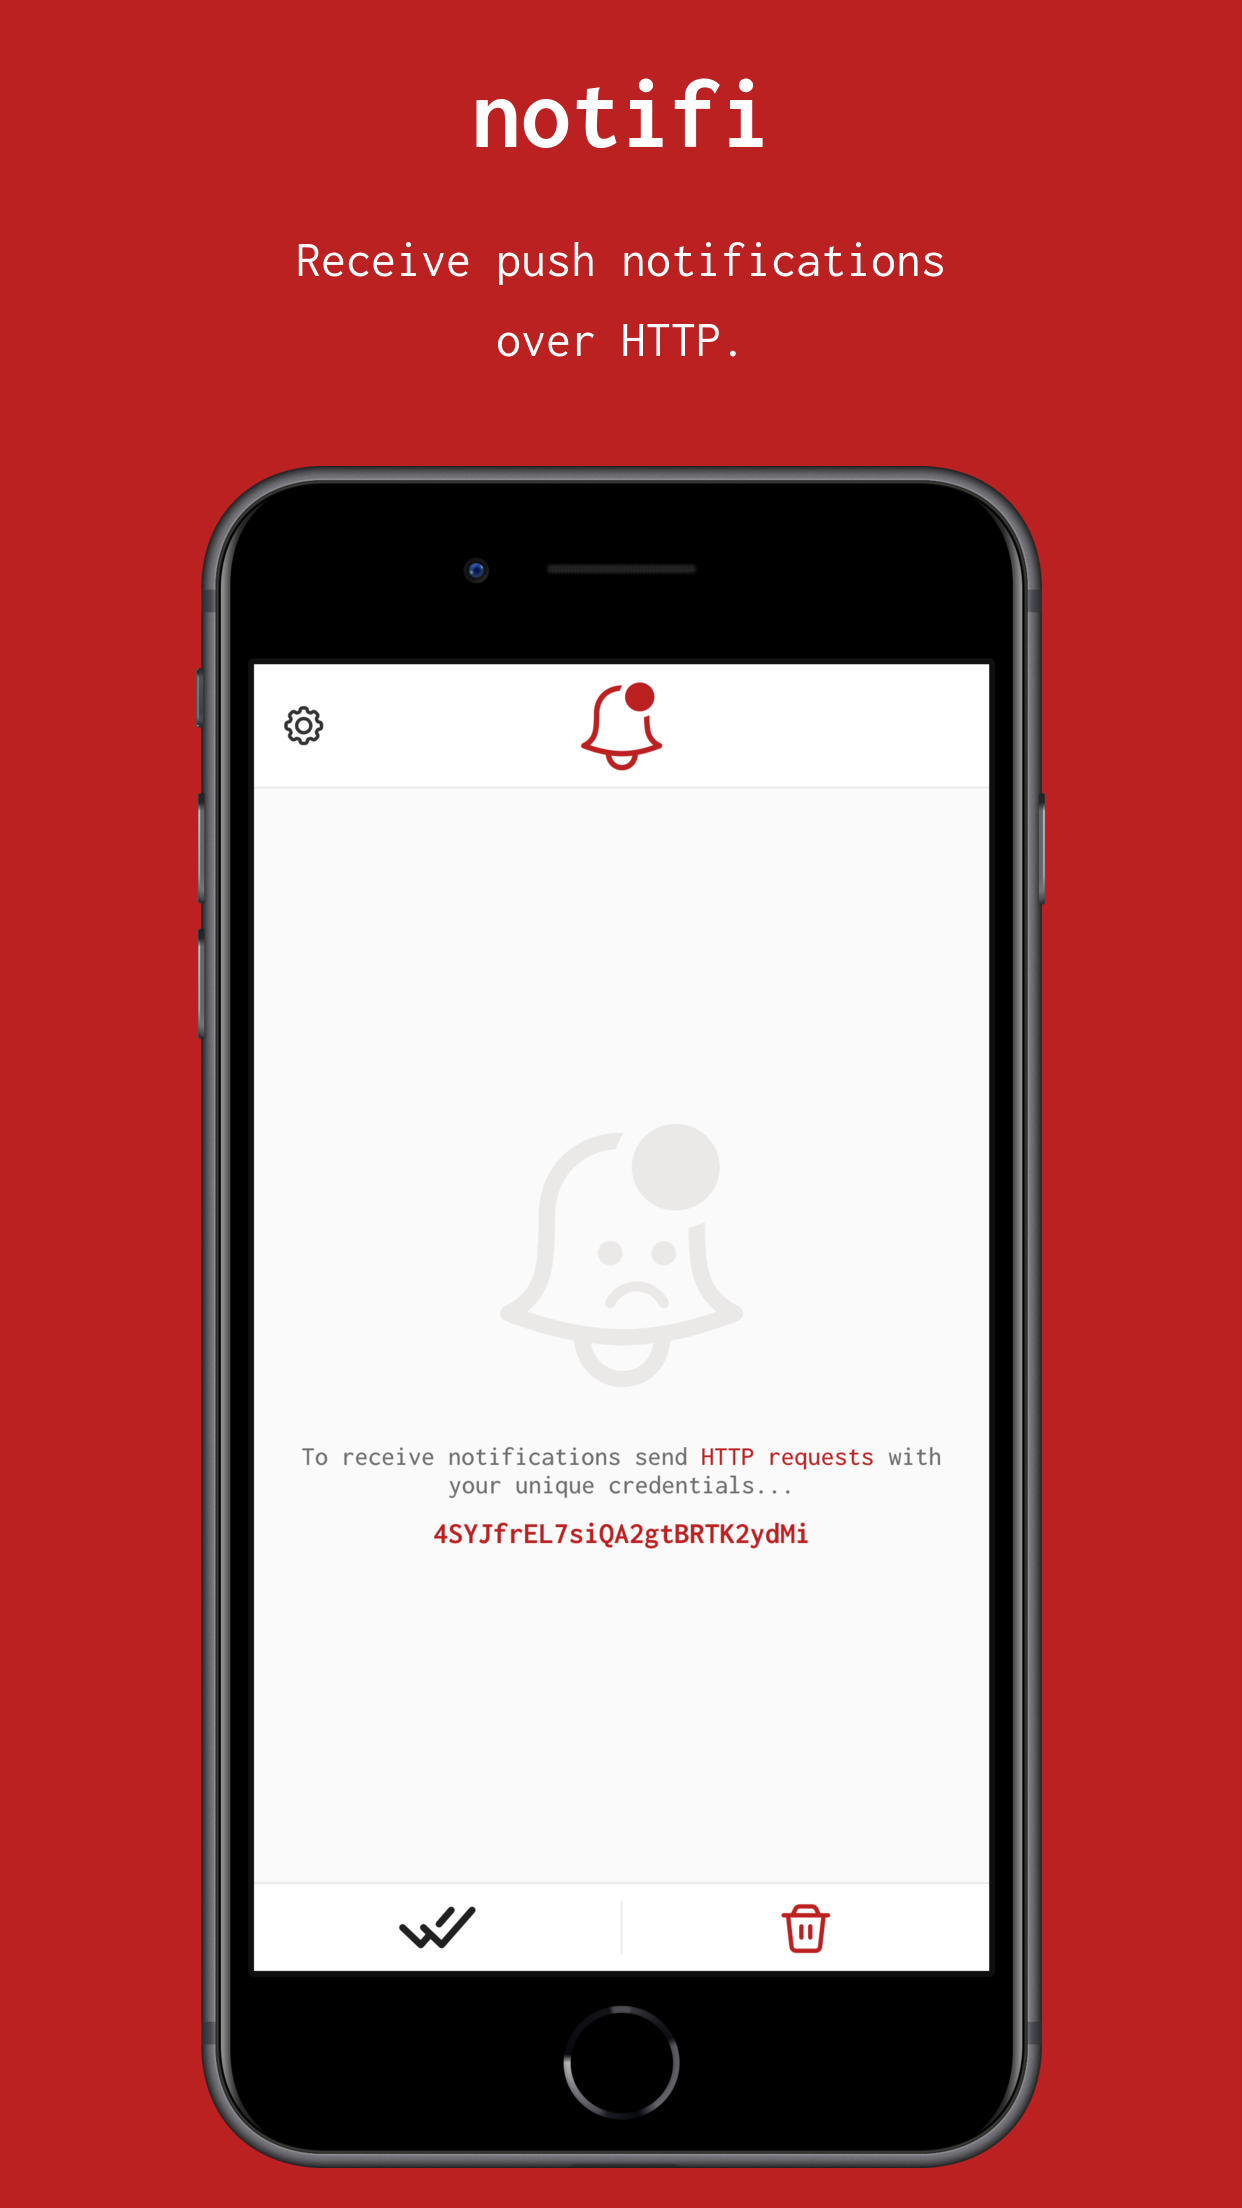 notifi
Receive push notifications
over HTTP.
To receive notifications send HTTP requests with
your unique credentials...
4SYJfrEL7siQA2gtBRTK2ydMi